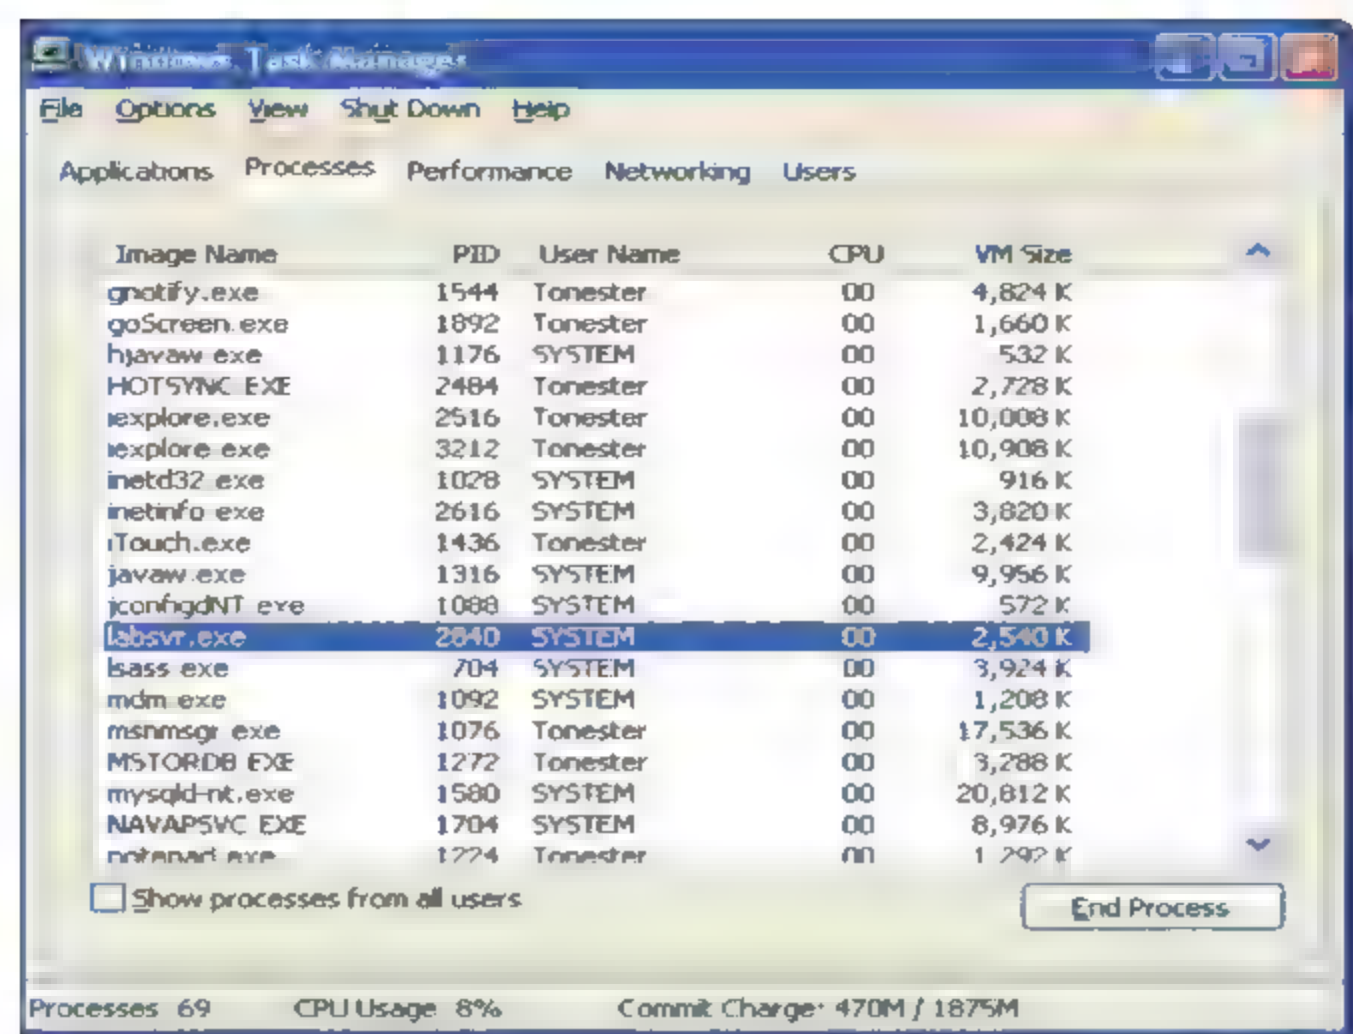 Windows Task Manager
File Options View Shut Down Help
Applications Processes Performance Networking Users
Image Name PID User Name CPU VM Size
gnotify.exe 1544 Tonester 00 4,824 K
goScreen.exe 1892 Tonester 00 1,660 K
hjavaw.exe 1176 SYSTEM 00 532 K
HOTSYNC.EXE 2484 Tonester 00 2,728 K
iexplore.exe 2516 Tonester 00 10,008 K
iexplore.exe 3212 Tonester 00 10,908 K
inetd32.exe 1028 SYSTEM 00 916 K
inetinfo.exe 2616 SYSTEM 00 3,820 K
iTouch.exe 1436 Tonester 00 2,424 K
javaw.exe 1316 SYSTEM 00 9,956 K
jconfigdNT.exe 1088 SYSTEM 00 572 K
labsvr.exe 2840 SYSTEM 00 2,540 K
lsass.exe 704 SYSTEM 00 3,924 K
mdm.exe 1092 SYSTEM 00 1,208 K
msnmsgr.exe 1076 Tonester 00 17,536 K
MSTORDB.EXE 1272 Tonester 00 3,288 K
mysqld-nt.exe 1580 SYSTEM 00 20,812 K
NAVAPSVC.EXE 1704 SYSTEM 00 8,976 K
notepad.exe 1224 Tonester 00 1,292 K
Show processes from all users
End Process
Processes: 69 CPU Usage: 8% Commit Charge: 470M / 1875M